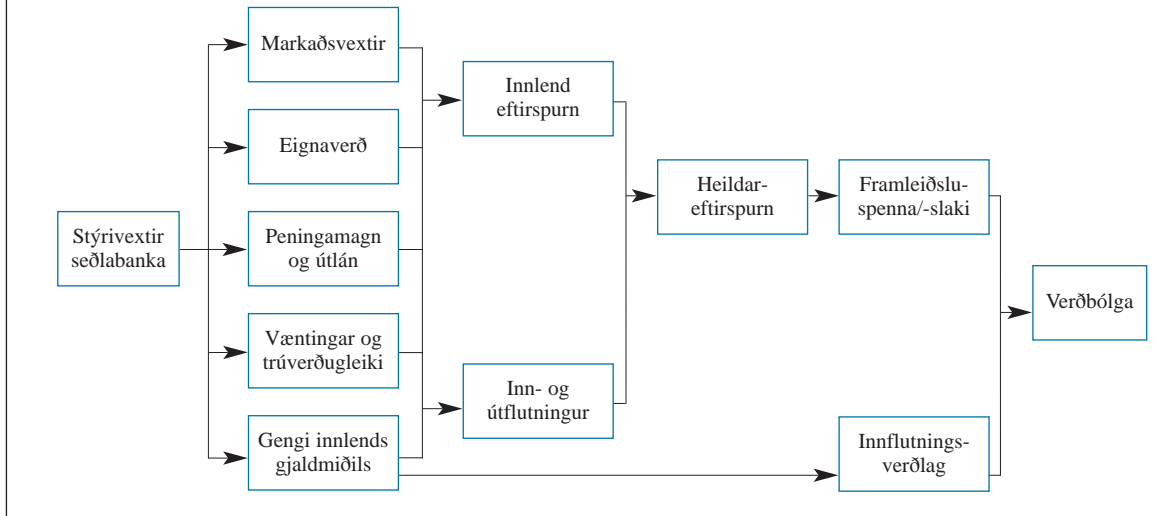 Stýrivextir
seðlabanka
Markaðsvextir
Eignaverð
Peningamagn
og útlán
Væntingar og
trúverðugleiki
Gengi innlends
gjaldmiðils
Innlend
eftirspurn
Inn- og
útflutningur
Heildar-
eftirspurn
Framleiðslu-
spenna/-slaki
Innflutnings-
verðlag
Verðbólga